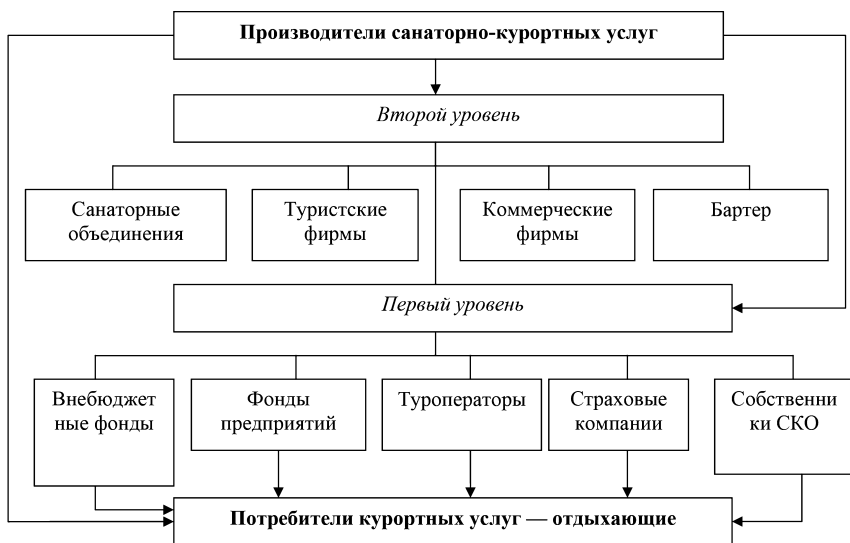 Производители санаторно-курортных услуг
Второй уровень
Санаторные
объединения
Туристские
фирмы
Коммерческие
фирмы
Бартер
Первый уровень
Внебюджет
ные фонды
Фонды
предприятий
Туроператоры
Страховые
компании
Собственни
ки СКО
Потребители курортных услуг — отдыхающие